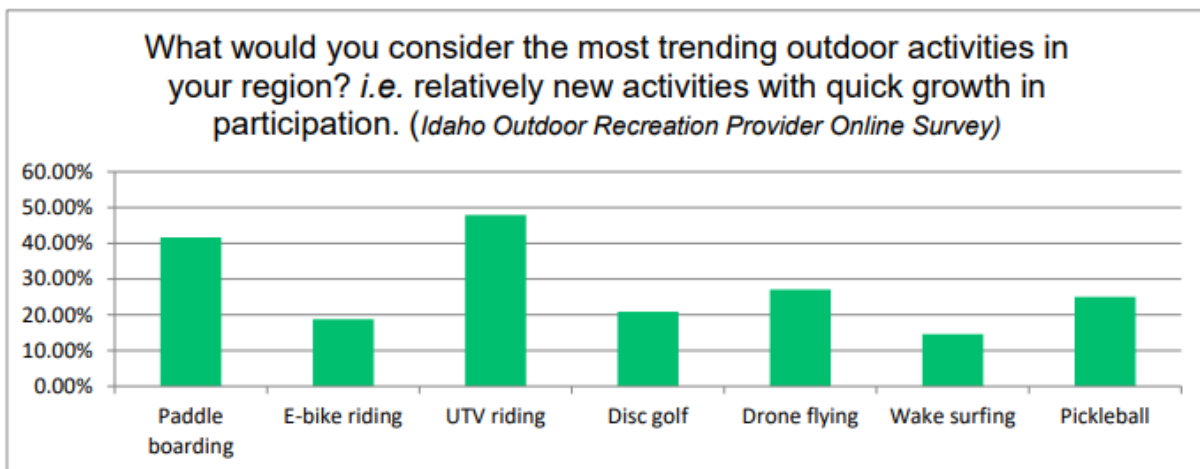 What would you consider the most trending outdoor activities in
your region? i.e. relatively new activities with quick growth in
participation. (Idaho Outdoor Recreation Provider Online Survey)
60.00%
50.00%
40.00%
30.00%
20.00%
10.00%
0.00%
Paddle
boarding
E-bike riding
UTV riding
Disc golf
Drone flying
Wake surfing
Pickleball